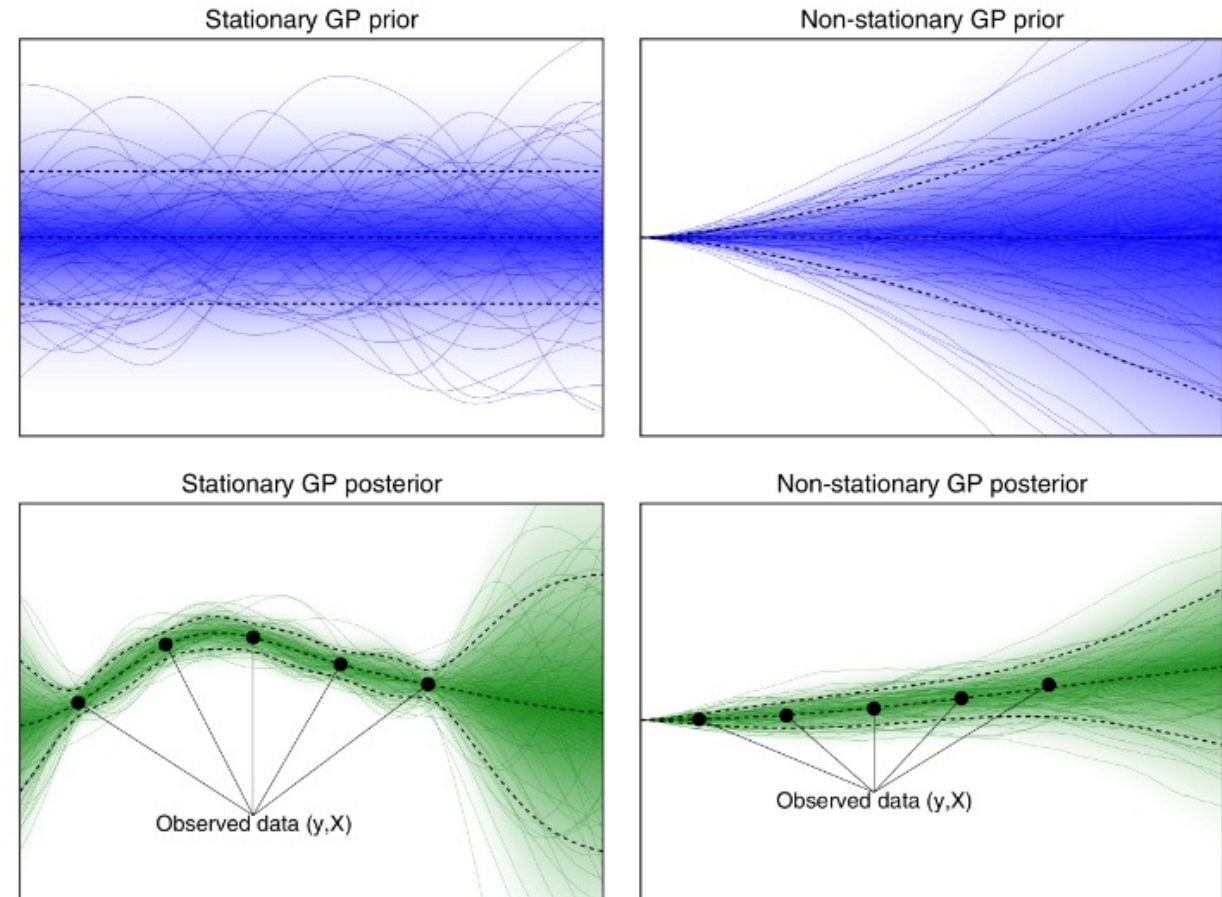 Stationary GP prior
Non-stationary GP prior
Stationary GP posterior
Non-stationary GP posterior
Observed data (y,X)
Observed data (y,X)